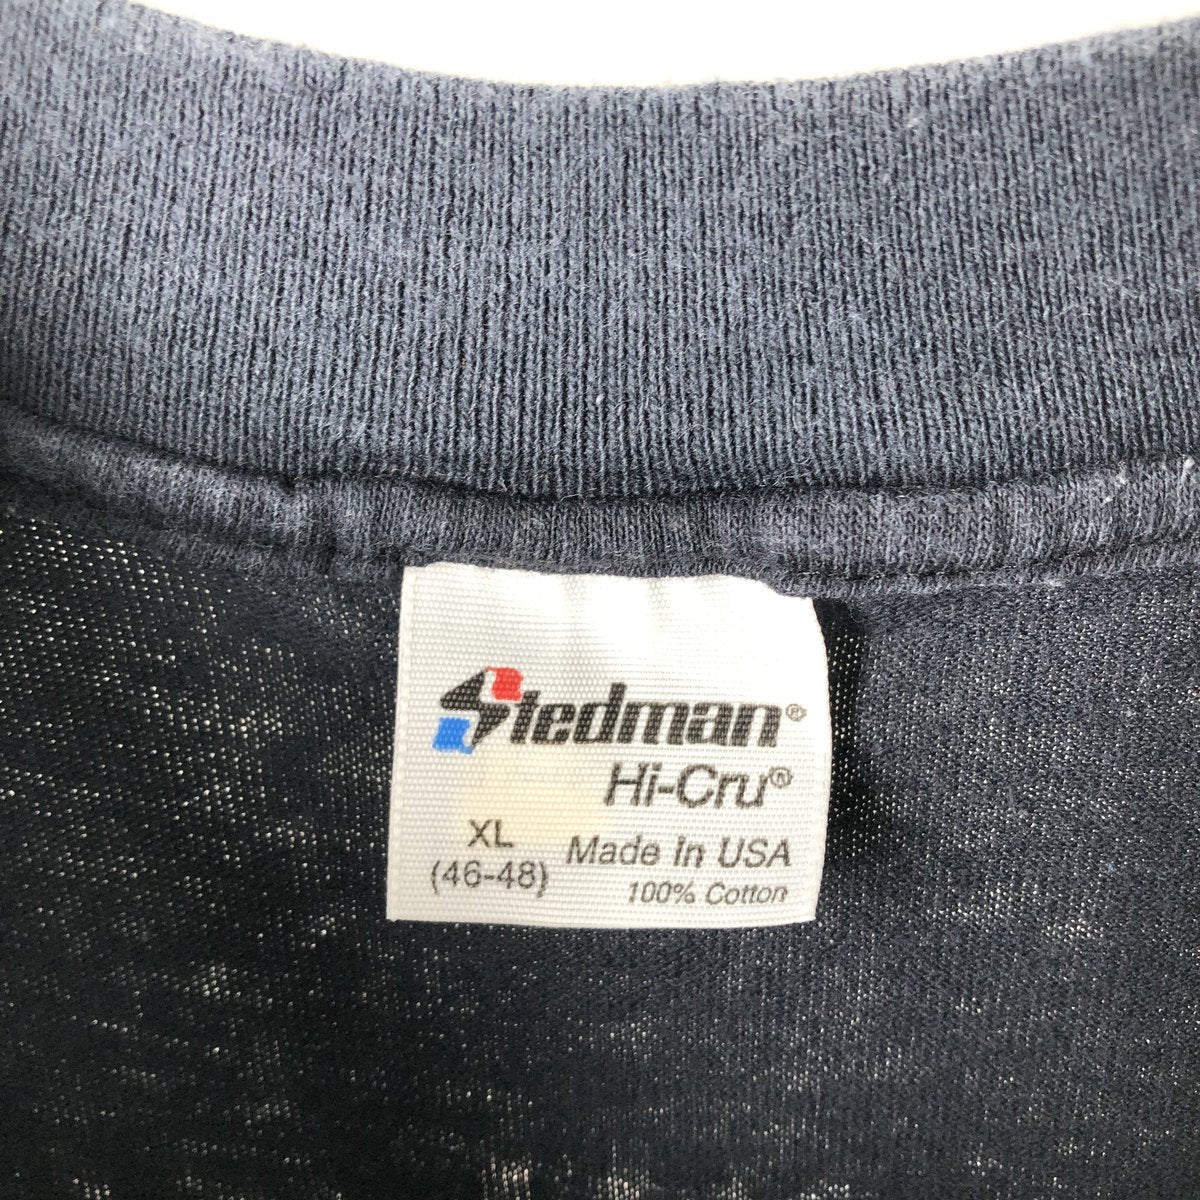 Stedman®
Hi-Cru®
XL
(46-48)
Made In USA
100% Cotton